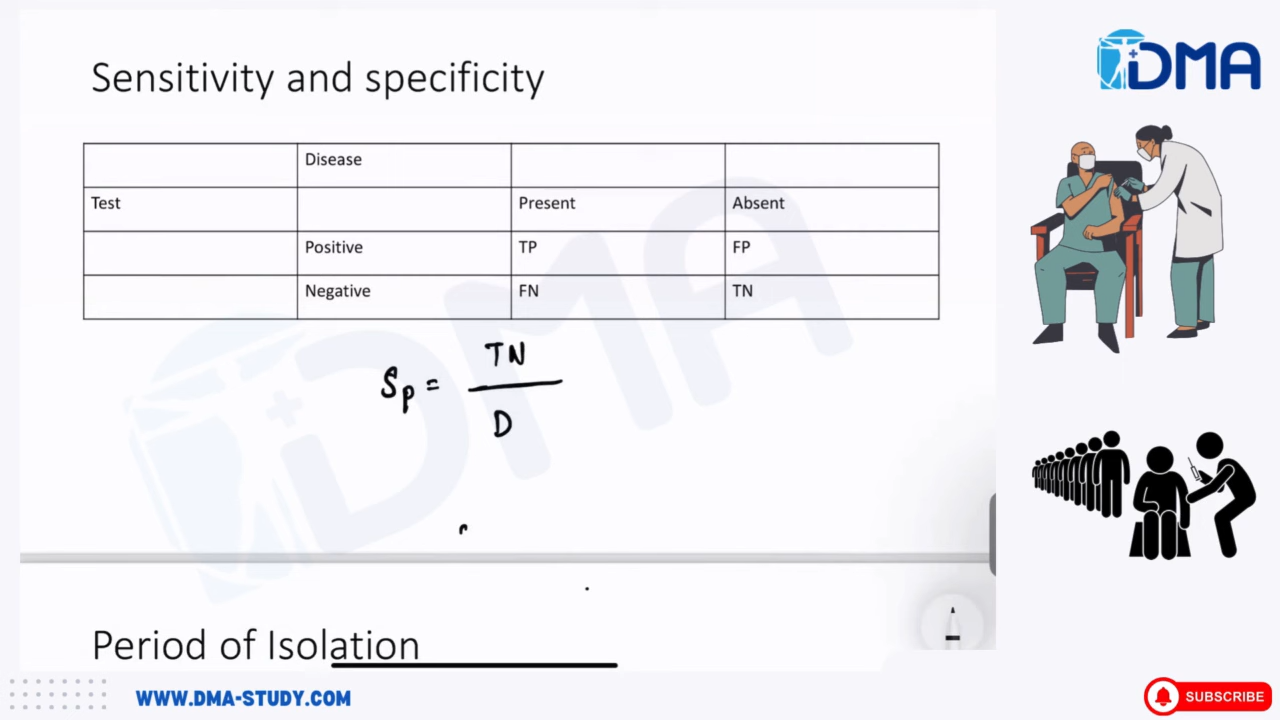 DMA
Sensitivity and specificity
Disease
Test Present Absent
Positive TP FP
Negative FN TN
Sp = TN
D
Period of Isolation
WWW.DMA-STUDY.COM
SUBSCRIBE